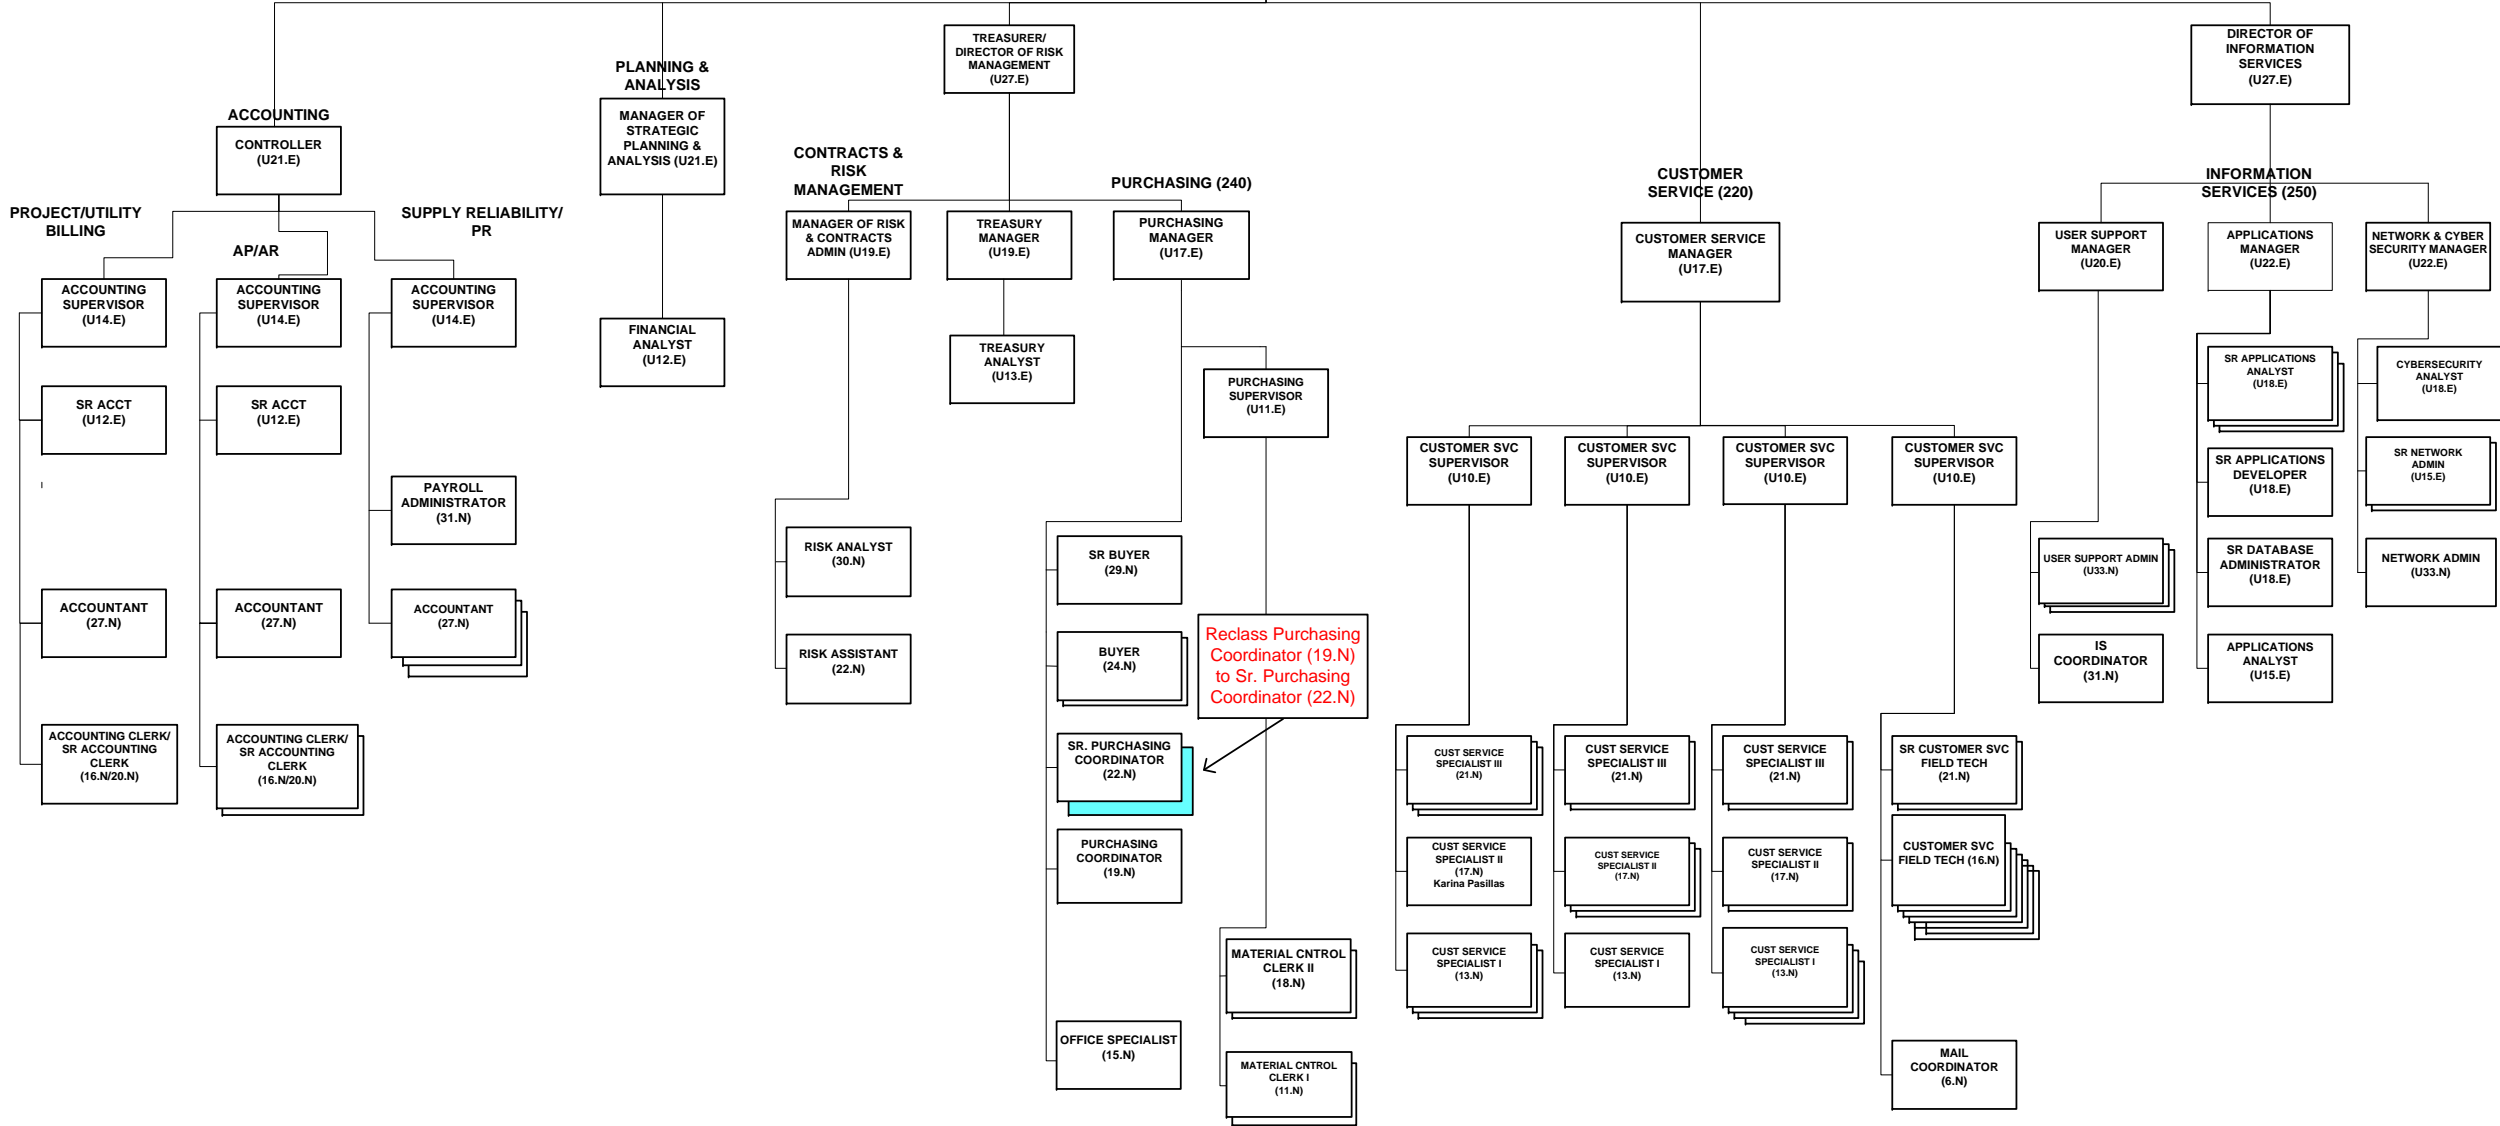 TREASURER/
DIRECTOR OF RISK
MANAGEMENT
(U27.E)
DIRECTOR OF
INFORMATION
SERVICES
(U27.E)
PLANNING &
ANALYSIS
MANAGER OF
STRATEGIC
PLANNING &
ANALYSIS (U21.E)
FINANCIAL
ANALYST
(U12.E)
ACCOUNTING
CONTROLLER
(U21.E)
PROJECT/UTILITY
BILLING
AP/AR
SUPPLY RELIABILITY/
PR
ACCOUNTING
SUPERVISOR
(U14.E)
ACCOUNTING
SUPERVISOR
(U14.E)
ACCOUNTING
SUPERVISOR
(U14.E)
SR ACCT
(U12.E)
SR ACCT
(U12.E)
PAYROLL
ADMINISTRATOR
(31.N)
ACCOUNTANT
(27.N)
ACCOUNTANT
(27.N)
ACCOUNTANT
(27.N)
ACCOUNTING CLERK/
SR ACCOUNTING
CLERK
(16.N/20.N)
ACCOUNTING CLERK/
SR ACCOUNTING
CLERK
(16.N/20.N)
CONTRACTS &
RISK
MANAGEMENT
PURCHASING (240)
MANAGER OF RISK
& CONTRACTS
ADMIN (U19.E)
TREASURY
MANAGER
(U19.E)
PURCHASING
MANAGER
(U17.E)
TREASURY
ANALYST
(U13.E)
PURCHASING
SUPERVISOR
(U11.E)
RISK ANALYST
(30.N)
RISK ASSISTANT
(22.N)
SR BUYER
(29.N)
BUYER
(24.N)
Reclass Purchasing
Coordinator (19.N)
to Sr. Purchasing
Coordinator (22.N)
SR. PURCHASING
COORDINATOR
(22.N)
PURCHASING
COORDINATOR
(19.N)
OFFICE SPECIALIST
(15.N)
MATERIAL CNTROL
CLERK II
(18.N)
MATERIAL CNTROL
CLERK I
(11.N)
CUSTOMER
SERVICE (220)
CUSTOMER SERVICE
MANAGER
(U17.E)
CUSTOMER SVC
SUPERVISOR
(U10.E)
CUSTOMER SVC
SUPERVISOR
(U10.E)
CUSTOMER SVC
SUPERVISOR
(U10.E)
CUSTOMER SVC
SUPERVISOR
(U10.E)
CUST SERVICE
SPECIALIST III
(21.N)
CUST SERVICE
SPECIALIST III
(21.N)
CUST SERVICE
SPECIALIST III
(21.N)
SR CUSTOMER SVC
FIELD TECH
(21.N)
CUST SERVICE
SPECIALIST II
(17.N)
Karina Pasillas
CUST SERVICE
SPECIALIST II
(17.N)
CUST SERVICE
SPECIALIST II
(17.N)
CUSTOMER SVC
FIELD TECH (16.N)
CUST SERVICE
SPECIALIST I
(13.N)
CUST SERVICE
SPECIALIST I
(13.N)
CUST SERVICE
SPECIALIST I
(13.N)
MAIL
COORDINATOR
(6.N)
INFORMATION
SERVICES (250)
USER SUPPORT
MANAGER
(U20.E)
APPLICATIONS
MANAGER
(U22.E)
NETWORK & CYBER
SECURITY MANAGER
(U22.E)
SR APPLICATIONS
ANALYST
(U18.E)
CYBERSECURITY
ANALYST
(U18.E)
SR APPLICATIONS
DEVELOPER
(U18.E)
SR NETWORK
ADMIN
(U15.E)
USER SUPPORT ADMIN
(U33.N)
SR DATABASE
ADMINISTRATOR
(U18.E)
NETWORK ADMIN
(U33.N)
IS
COORDINATOR
(31.N)
APPLICATIONS
ANALYST
(U15.E)